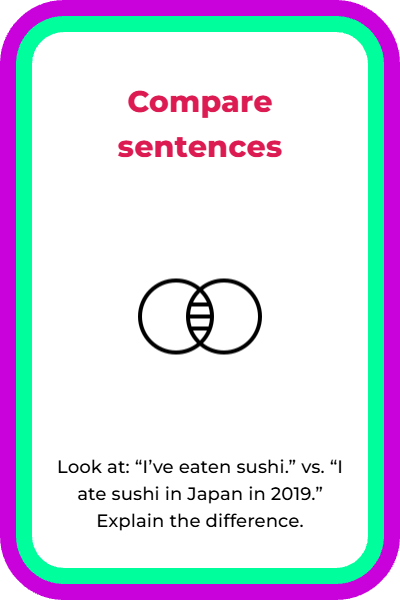 Compare
sentences
Look at: “I’ve eaten sushi.” vs. “I
ate sushi in Japan in 2019.”
Explain the difference.